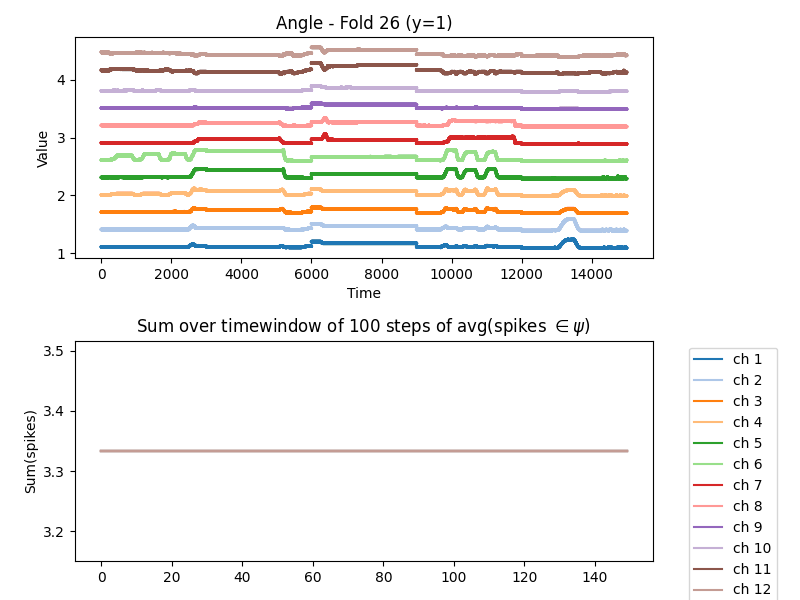 Angle - Fold 26 (y=1)
Value
4
3
2
1
0 2000 4000 6000 8000 10000 12000 14000
Time
Sum over timewindow of 100 steps of avg(spikes ∈ ψ)
Sum(spikes)
3.5
3.4
3.3
3.2
0 20 40 60 80 100 120 140
ch 1
ch 2
ch 3
ch 4
ch 5
ch 6
ch 7
ch 8
ch 9
ch 10
ch 11
ch 12